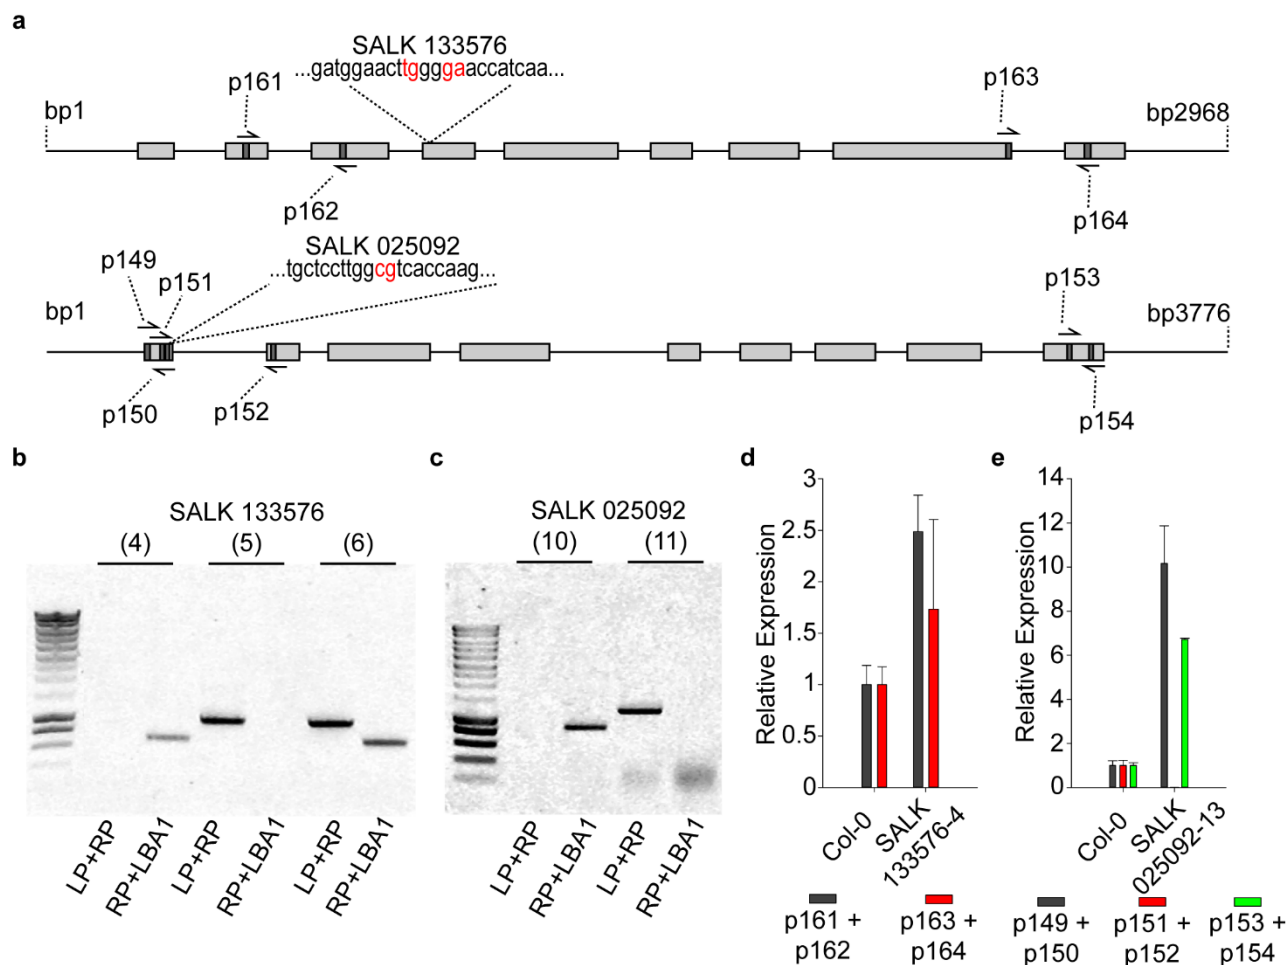 a
SALK 133576
...gatggaacttggggaaccatcaa...
p161
p163
bp1
bp2968
p162
p164
SALK 025092
...tgctccttggcgtcaccaag...
p149
p151
p153
bp1
bp3776
p150
p152
p154
b
SALK 133576
(4) (5) (6)
LP+RP
RP+LBA1
LP+RP
RP+LBA1
LP+RP
RP+LBA1
c
SALK 025092
(10) (11)
LP+RP
RP+LBA1
LP+RP
RP+LBA1
d
Relative Expression
3
2.5
2
1.5
1
0.5
0
Col-0
SALK
133576-4
p161 +
p162
p163 +
p164
e
Relative Expression
14
12
10
8
6
4
2
0
Col-0
SALK
025092-13
p149 +
p150
p151 +
p152
p153 +
p154